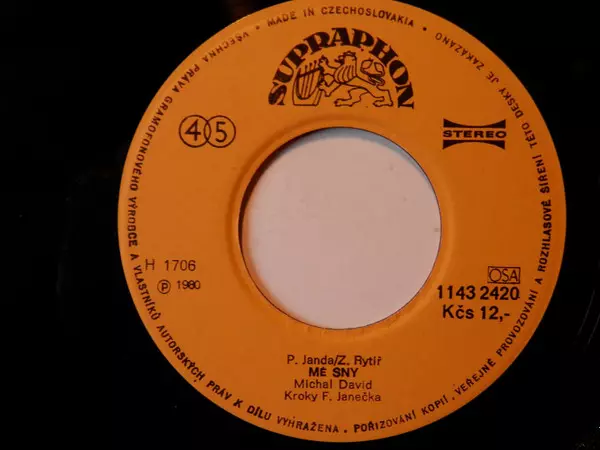 VŠECHNA PRÁVA GRAMOFONOVÉHO VÝROBCE A VLASTNÍKŮ AUTORSKÝCH PRÁV K DÍLU VYHRAŽENA. • POŘIZOVÁNÍ KOPIÍ, VEŘEJNÉ PROVOZOVÁNÍ A ROZHLASOVÉ ŠÍŘENÍ TÉTO DESKY JE ZAKÁZÁNO • MADE IN CZECHOSLOVAKIA •
SUPRAPHON
45
STEREO
H 1706
Ⓟ 1980
OSA
1143 2420
Kčs 12,-
P. Janda/Z. Rytíř
MÉ SNY
Michal David
Kroky F. Janečka